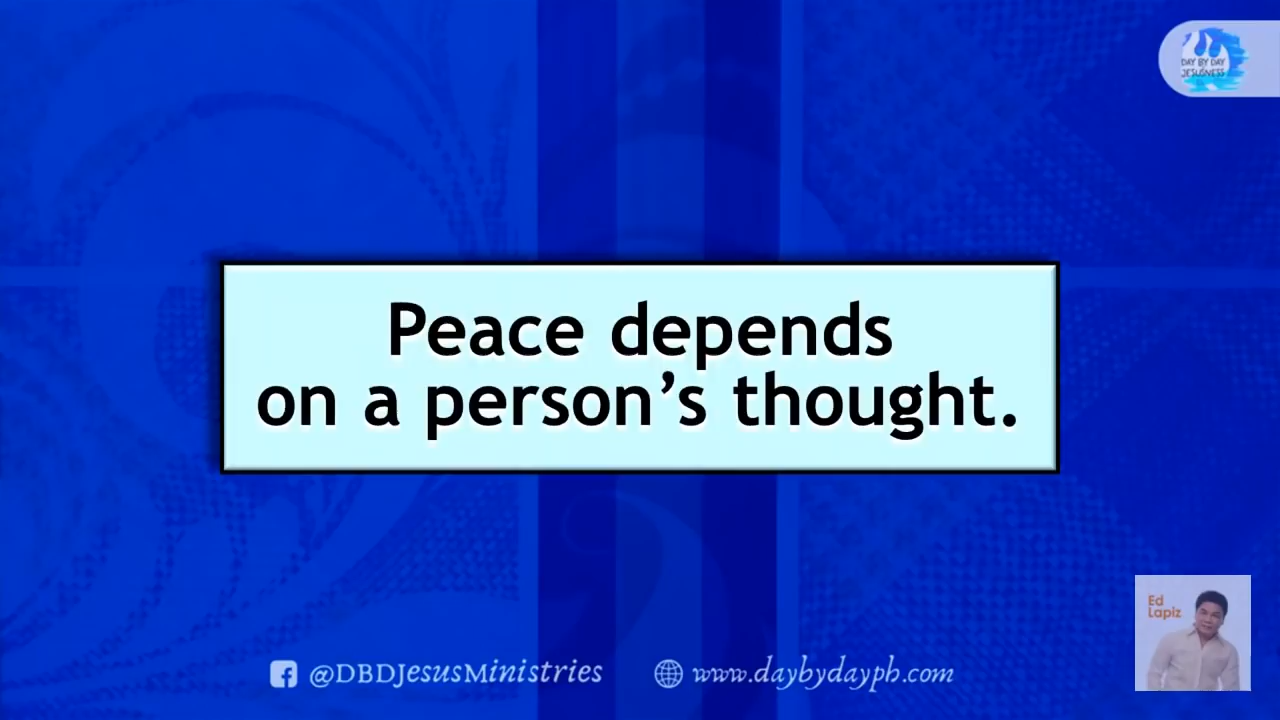 DAY BY DAY
JESUSNESS
Peace depends
on a person’s thought.
Ed
Lapiz
@DBDJesusMinistries
www.daybydayph.com